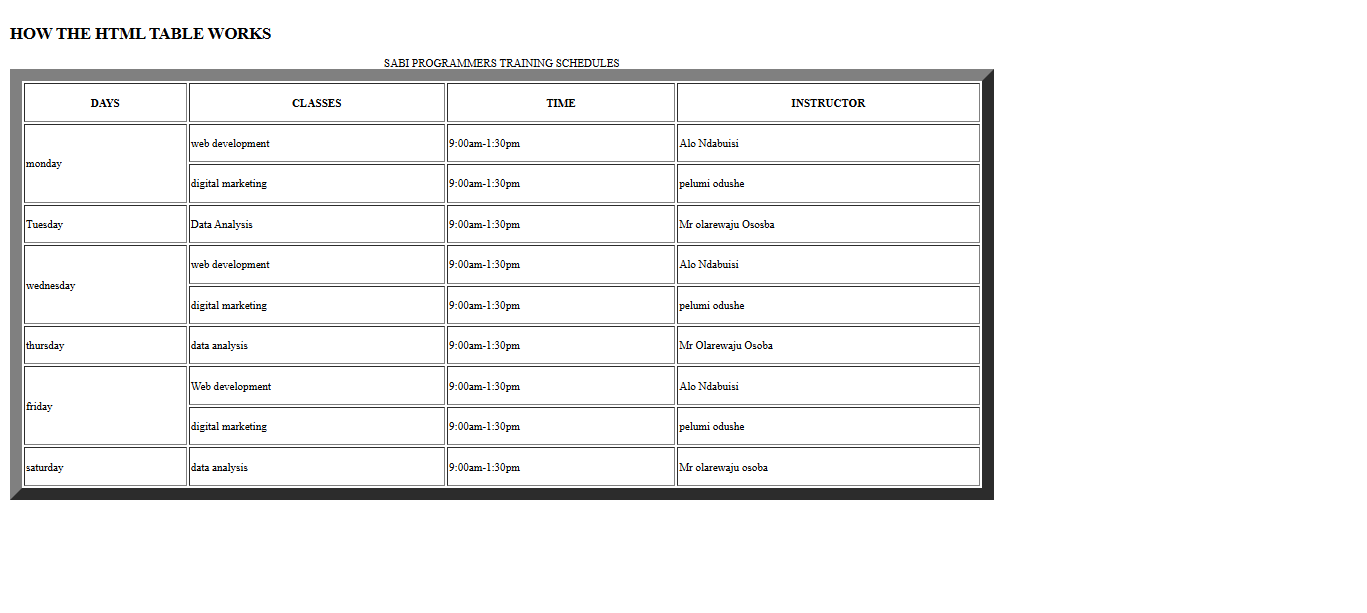 HOW THE HTML TABLE WORKS
SABI PROGRAMMERS TRAINING SCHEDULES
DAYS CLASSES TIME INSTRUCTOR
monday
web development 9:00am-1:30pm Alo Ndabuisi
digital marketing 9:00am-1:30pm pelumi odushe
Tuesday Data Analysis 9:00am-1:30pm Mr olarewaju Ososba
wednesday
web development 9:00am-1:30pm Alo Ndabuisi
digital marketing 9:00am-1:30pm pelumi odushe
thursday data analysis 9:00am-1:30pm Mr Olarewaju Osoba
friday
Web development 9:00am-1:30pm Alo Ndabuisi
digital marketing 9:00am-1:30pm pelumi odushe
saturday data analysis 9:00am-1:30pm Mr olarewaju osoba